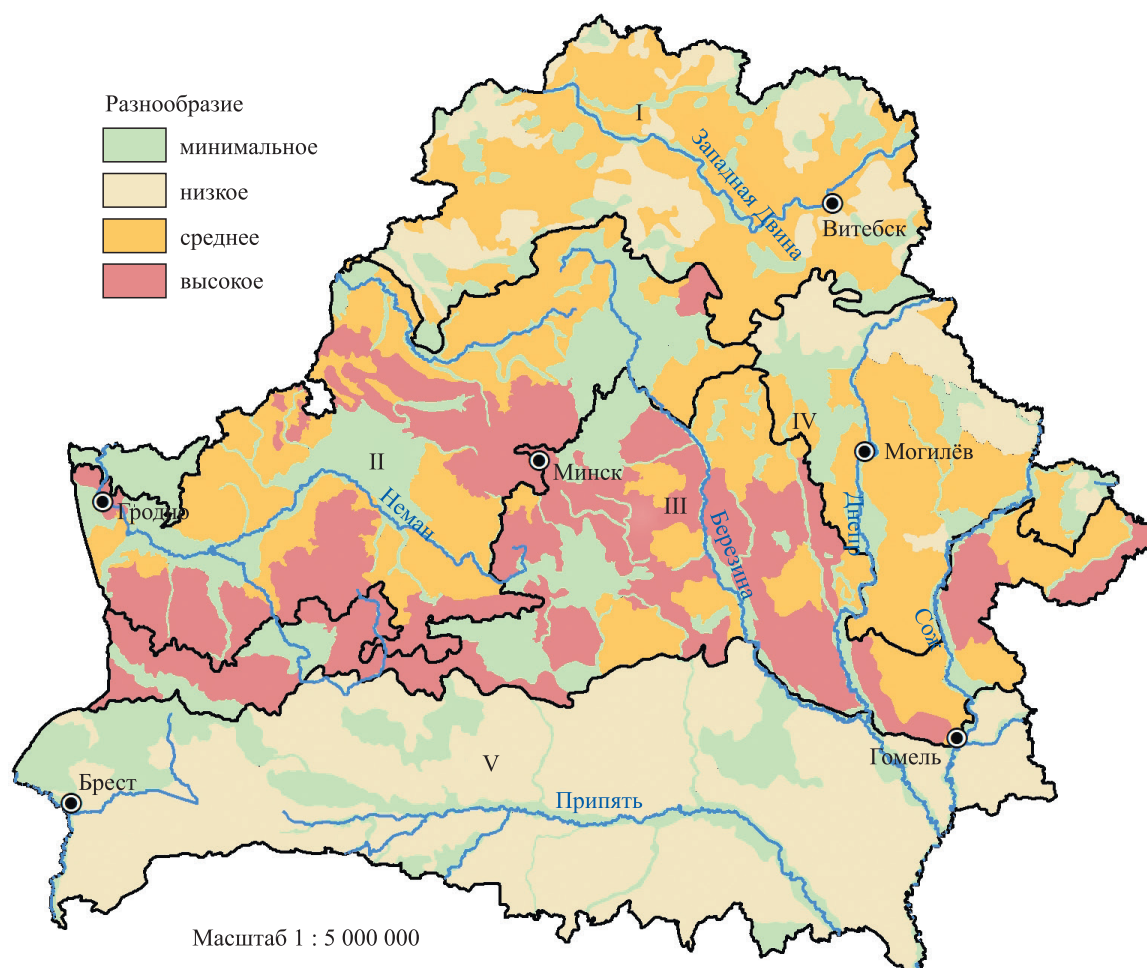 Разнообразие
минимальное
низкое
среднее
высокое
I
Западная Двина
Витебск
IV
II
Минск
Могилёв
Гродно
Неман
III
Березина
Днепр
Сож
Гомель
V
Брест
Припять
Масштаб 1 : 5 000 000